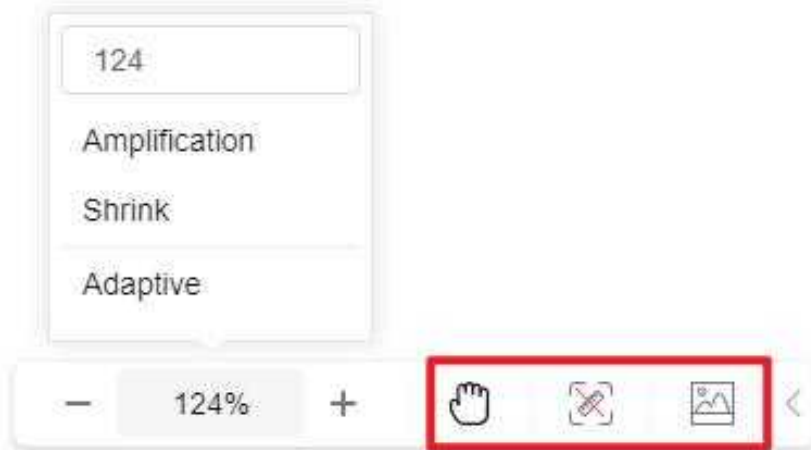 124
Amplification
Shrink
Adaptive
− 124% +